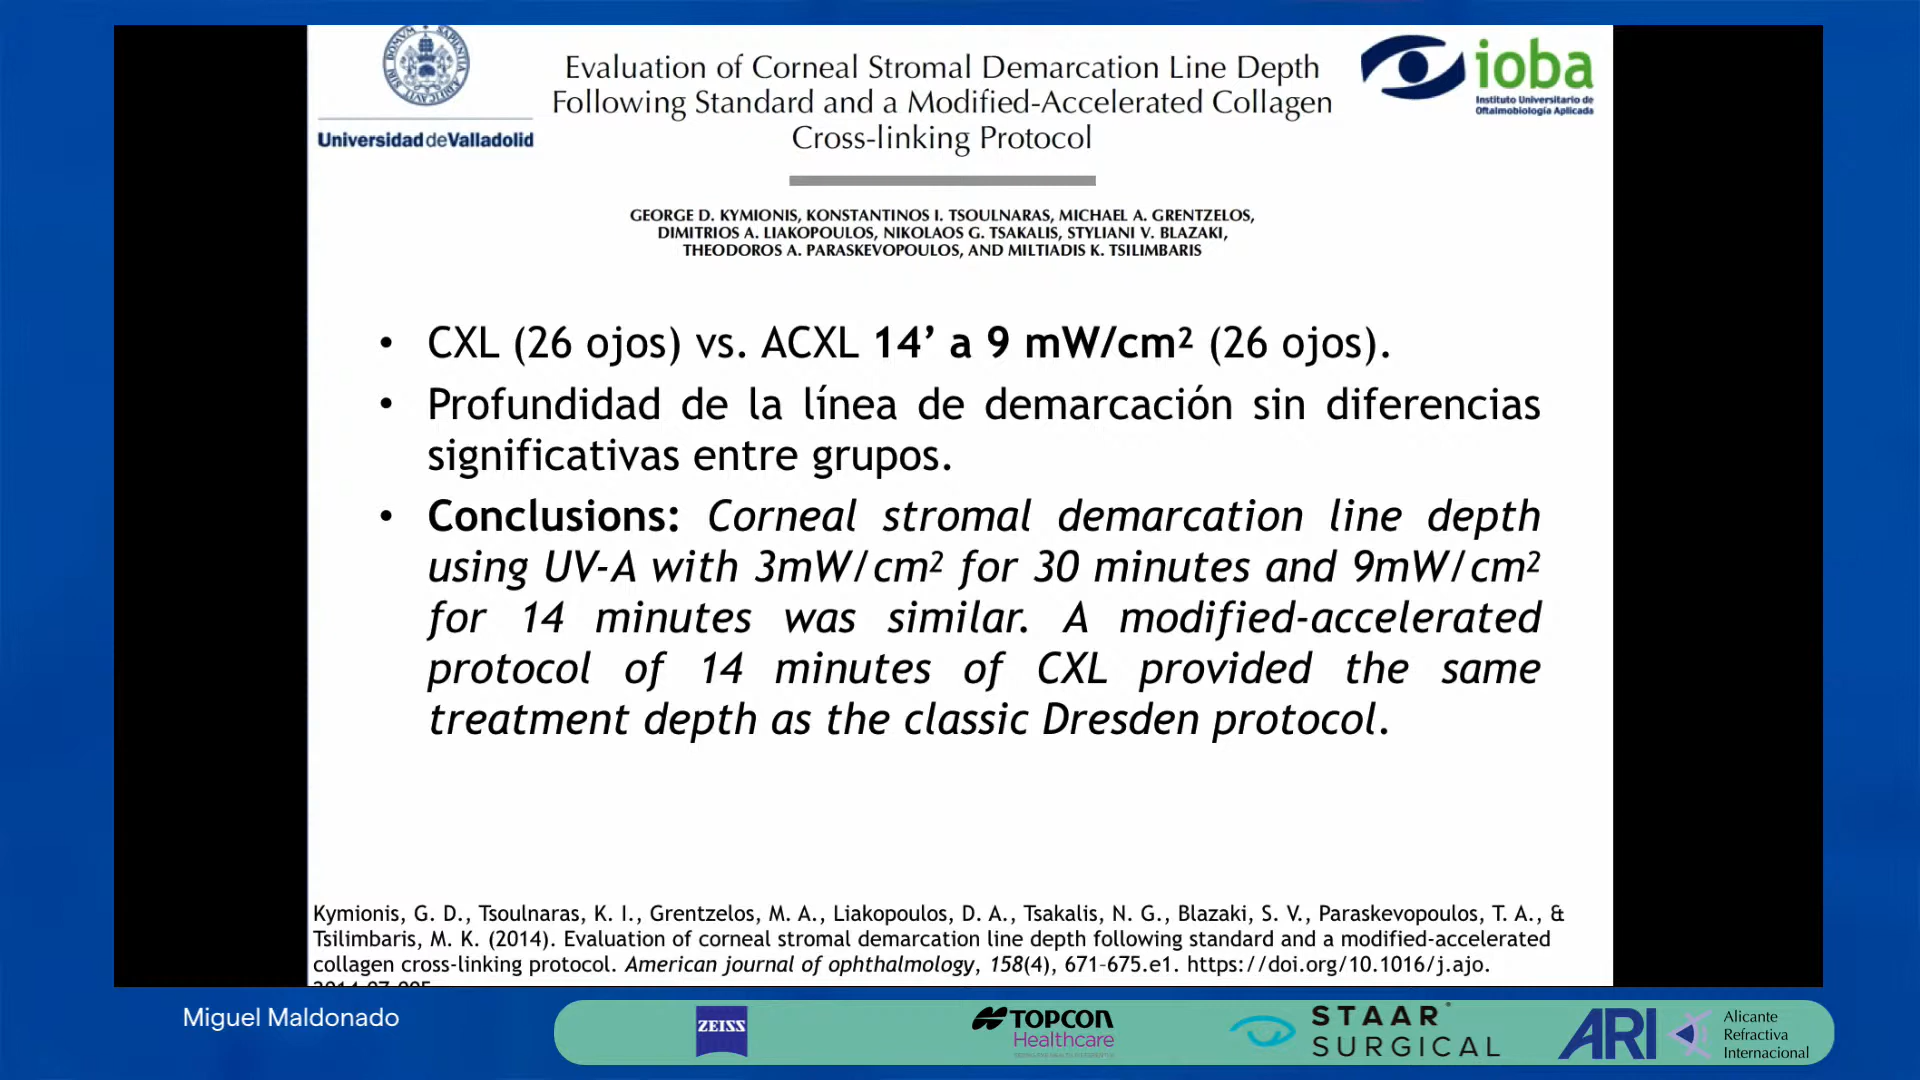 Evaluation of Corneal Stromal Demarcation Line Depth
Following Standard and a Modified-Accelerated Collagen
Cross-linking Protocol
Universidad de Valladolid
ioba
Instituto Universitario de
Oftalmobiología Aplicada
GEORGE D. KYMIONIS, KONSTANTINOS I. TSOULNARAS, MICHAEL A. GRENTZELOS,
DIMITRIOS A. LIAKOPOULOS, NIKOLAOS G. TSAKALIS, STYLIANI V. BLAZAKI,
THEODOROS A. PARASKEVOPOULOS, AND MILTIADIS K. TSILIMBARIS
• CXL (26 ojos) vs. ACXL 14’ a 9 mW/cm² (26 ojos).
• Profundidad de la línea de demarcación sin diferencias
significativas entre grupos.
• Conclusions: Corneal stromal demarcation line depth
using UV-A with 3mW/cm² for 30 minutes and 9mW/cm²
for 14 minutes was similar. A modified-accelerated
protocol of 14 minutes of CXL provided the same
treatment depth as the classic Dresden protocol.
Kymionis, G. D., Tsoulnaras, K. I., Grentzelos, M. A., Liakopoulos, D. A., Tsakalis, N. G., Blazaki, S. V., Paraskevopoulos, T. A., &
Tsilimbaris, M. K. (2014). Evaluation of corneal stromal demarcation line depth following standard and a modified-accelerated
collagen cross-linking protocol. American journal of ophthalmology, 158(4), 671–675.e1. https://doi.org/10.1016/j.ajo.
Miguel Maldonado
ZEISS
TOPCON
Healthcare
STAAR
SURGICAL
ARI
Alicante
Refractiva
Internacional